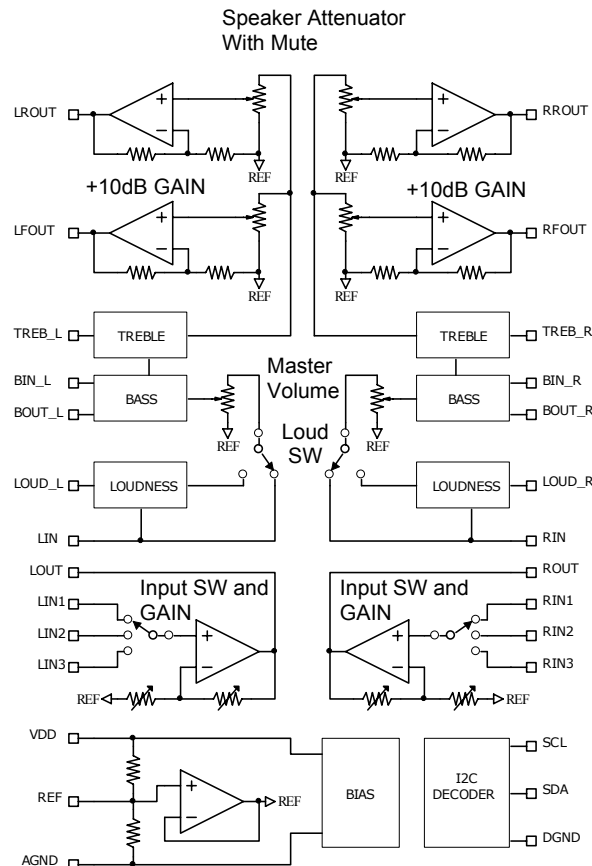 Speaker Attenuator
With Mute
LROUT
RROUT
REF
REF
+10dB GAIN
+10dB GAIN
LFOUT
RFOUT
REF
REF
TREB_L
TREBLE
TREBLE
TREB_R
BIN_L
BASS
Master
Volume
BASS
BIN_R
BOUT_L
BOUT_R
REF
Loud
SW
REF
LOUD_L
LOUDNESS
LOUDNESS
LOUD_R
LIN
RIN
LOUT
ROUT
Input SW and
GAIN
Input SW and
GAIN
LIN1
RIN1
LIN2
RIN2
LIN3
RIN3
REF
REF
VDD
SCL
REF
REF
BIAS
I2C
DECODER
SDA
AGND
DGND